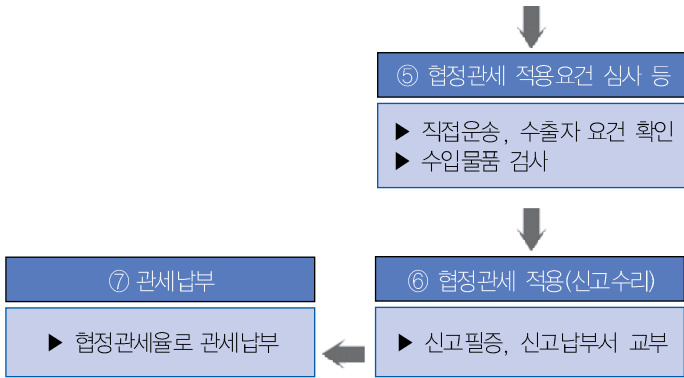 ⑤ 협정관세 적용요건 심사 등
▶ 직접운송, 수출자 요건 확인
▶ 수입물품 검사
⑥ 협정관세 적용(신고수리)
▶ 신고필증, 신고납부서 교부
⑦ 관세납부
▶ 협정관세율로 관세납부